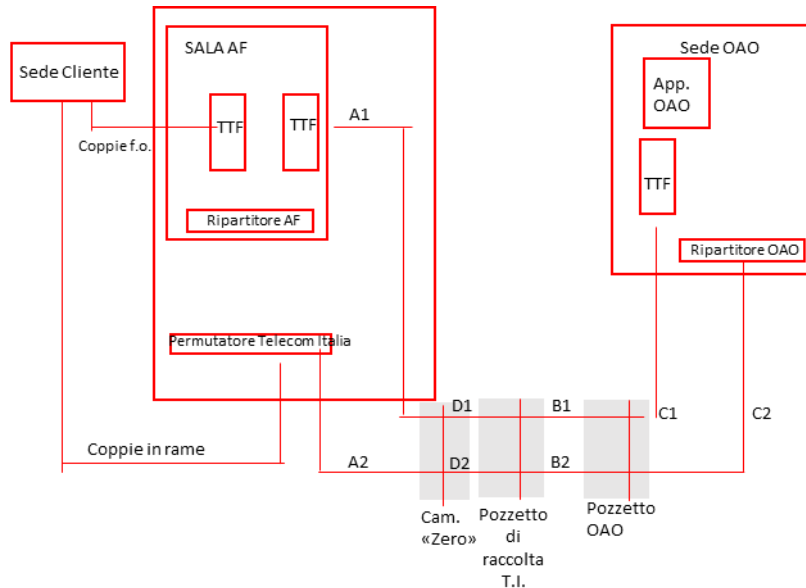 Sede Cliente
SALA AF
TTF
TTF
A1
Coppie f.o.
Ripartitore AF
Permutatore Telecom Italia
Coppie in rame
Sede OAO
App.
OAO
TTF
Ripartitore OAO
D1
B1
C1
C2
A2
D2
B2
Cam.
«Zero»
Pozzetto
di
raccolta
T.I.
Pozzetto
OAO